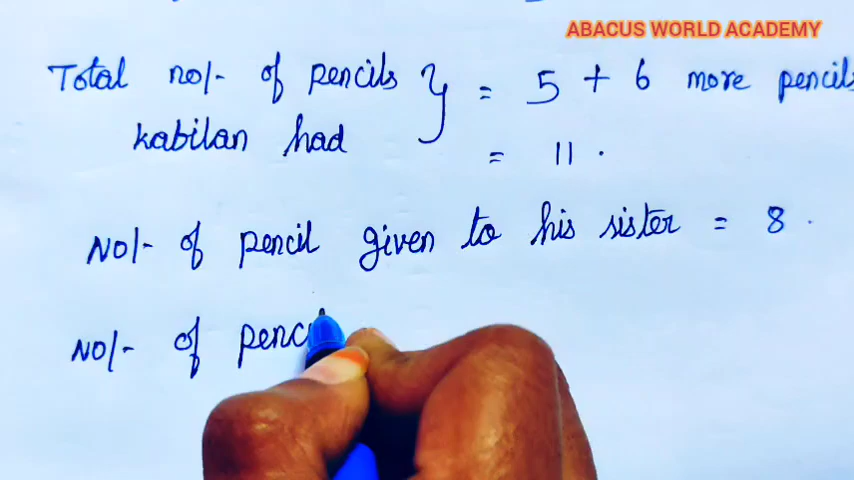 ABACUS WORLD ACADEMY
Total no/- of pencils } = 5 + 6 more pencils
kabilan had
= 11 .
No/- of pencil given to his sister = 8 .
No/- of penc